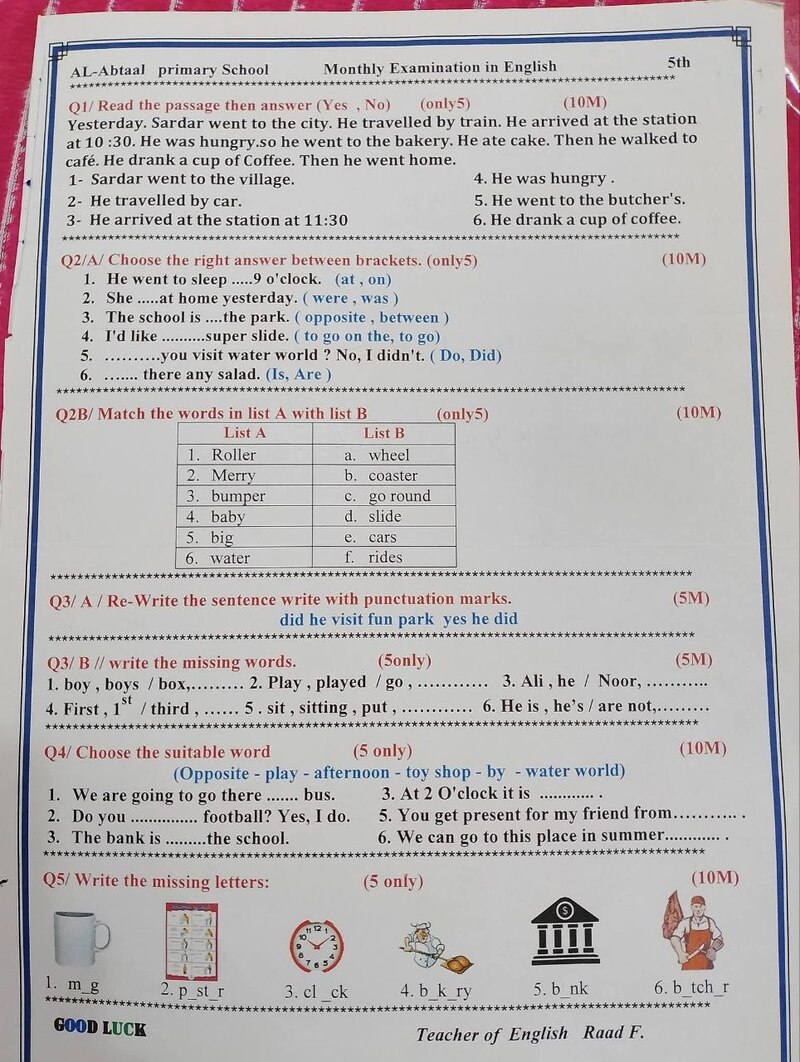 AL-Abtaal primary School Monthly Examination in English 5th
************************************************************
Q1/ Read the passage then answer (Yes , No) (only5) (10M)
Yesterday. Sardar went to the city. He travelled by train. He arrived at the station
at 10 :30. He was hungry.so he went to the bakery. He ate cake. Then he walked to
café. He drank a cup of Coffee. Then he went home.
1- Sardar went to the village. 4. He was hungry .
2- He travelled by car. 5. He went to the butcher's.
3- He arrived at the station at 11:30 6. He drank a cup of coffee.
************************************************************
Q2/A/ Choose the right answer between brackets. (only5) (10M)
1. He went to sleep .....9 o'clock. (at , on)
2. She .....at home yesterday. ( were , was )
3. The school is ....the park. ( opposite , between )
4. I'd like ..........super slide. ( to go on the, to go)
5. ..........you visit water world ? No, I didn't. ( Do, Did)
6. ....... there any salad. (Is, Are )
************************************************************
Q2B/ Match the words in list A with list B (only5) (10M)
List A List B
1. Roller a. wheel
2. Merry b. coaster
3. bumper c. go round
4. baby d. slide
5. big e. cars
6. water f. rides
************************************************************
Q3/ A / Re-Write the sentence write with punctuation marks. (5M)
did he visit fun park yes he did
************************************************************
Q3/ B // write the missing words. (5only) (5M)
1. boy , boys / box,......... 2. Play , played / go , ............ 3. Ali , he / Noor, ...........
4. First , 1st / third , ...... 5 . sit , sitting , put , ............ 6. He is , he's / are not,.........
************************************************************
Q4/ Choose the suitable word (5 only) (10M)
(Opposite - play - afternoon - toy shop - by - water world)
1. We are going to go there ....... bus. 3. At 2 O'clock it is ............ .
2. Do you ............... football? Yes, I do. 5. You get present for my friend from........... .
3. The bank is .........the school. 6. We can go to this place in summer............ .
************************************************************
Q5/ Write the missing letters: (5 only) (10M)
1. m_g 2. p_st_r 3. cl _ck 4. b_k_ry 5. b_nk 6. b_tch_r
************************************************************
GOOD LUCK Teacher of English Raad F.